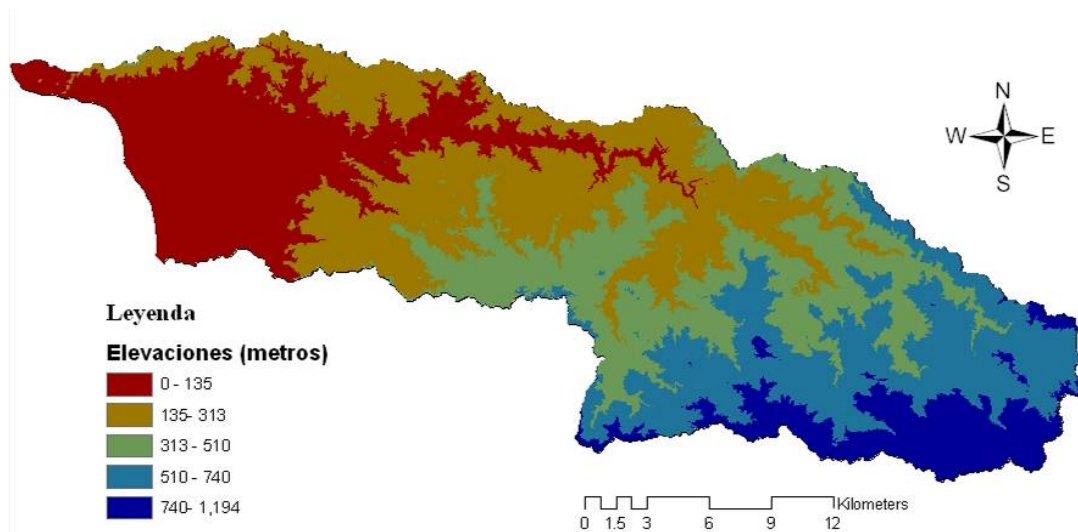 N
W E
S
Leyenda
Elevaciones (metros)
0 - 135
135- 313
313 - 510
510 - 740
740- 1,194
Kilometers
0 1.5 3 6 9 12